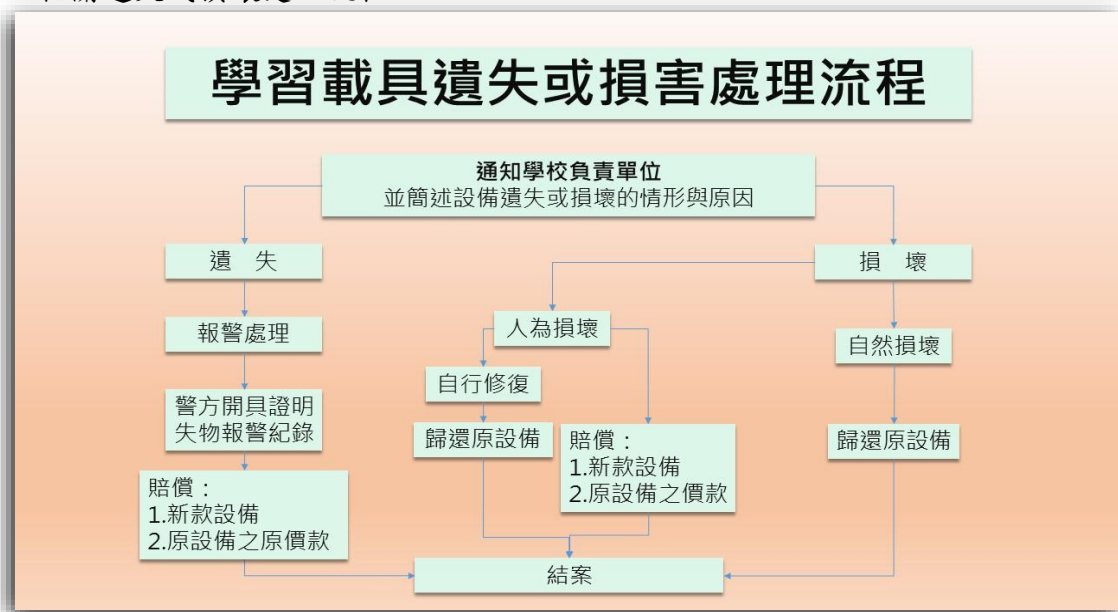 學習載具遺失或損害處理流程
通知學校負責單位
並簡述設備遺失或損壞的情形與原因
遺 失
損 壞
報警處理
人為損壞
自然損壞
自行修復
警方開具證明
失物報警紀錄
歸還原設備
賠償：
1.新款設備
2.原設備之價款
歸還原設備
賠償：
1.新款設備
2.原設備之原價款
結案